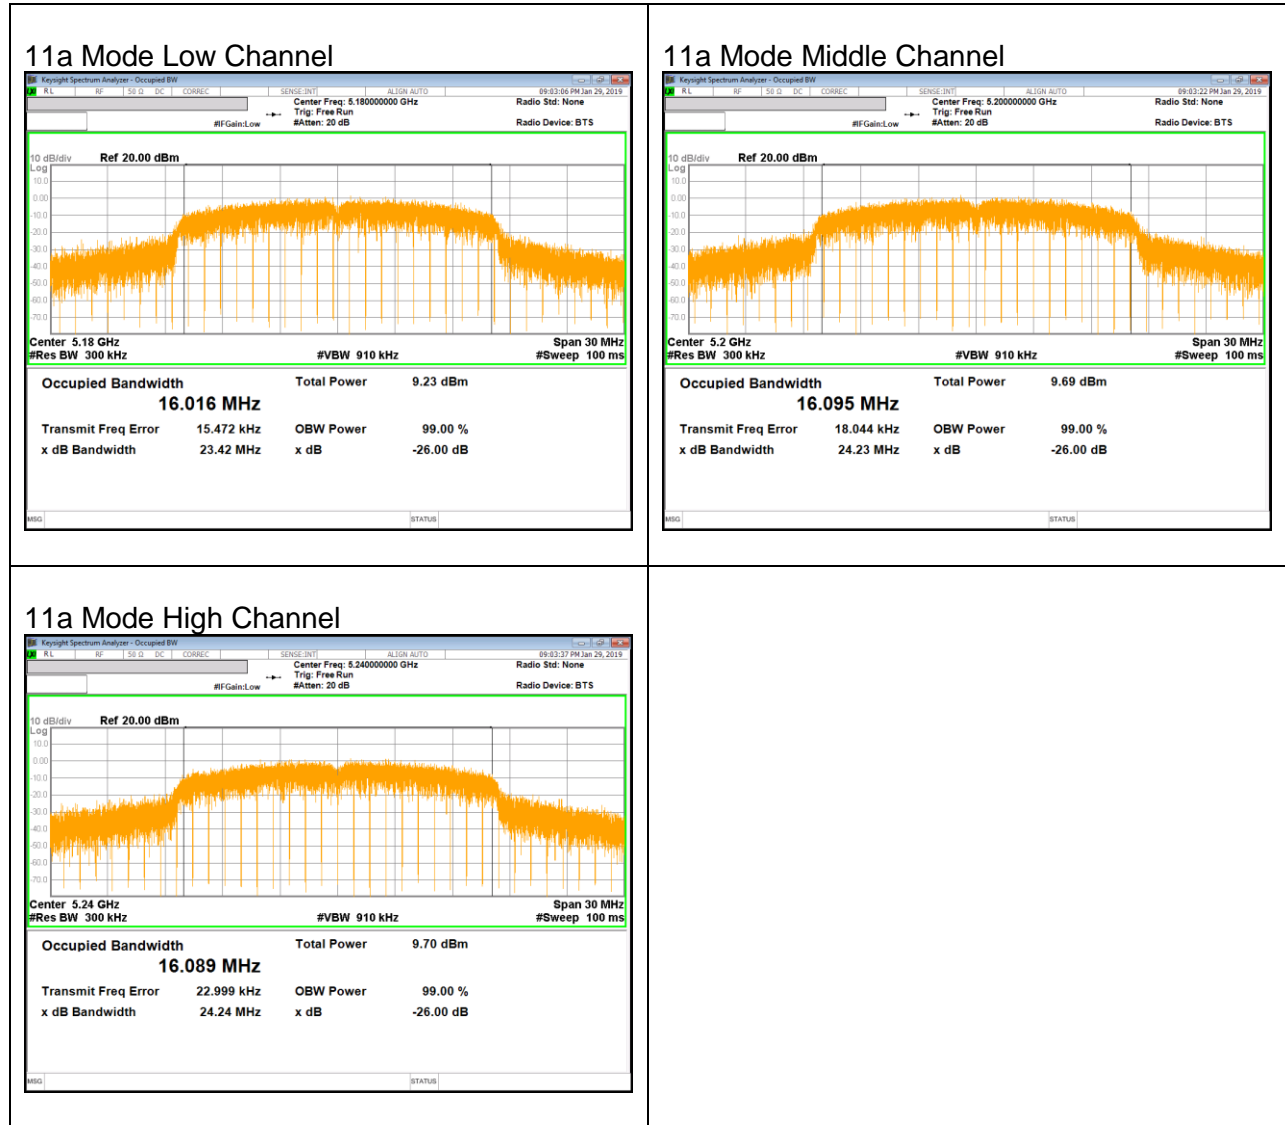 11a Mode Low Channel
Keysight Spectrum Analyzer - Occupied BW
RL RF 50 Ω DC CORREC SENSE:INT ALIGN AUTO 09:03:06 PM Jan 29, 2019
Center Freq: 5.180000000 GHz Radio Std: None
Trig: Free Run
#IFGain:Low #Atten: 20 dB Radio Device: BTS
10 dB/div Ref 20.00 dBm
Log
10.0
0.00
-10.0
-20.0
-30.0
-40.0
-50.0
-60.0
-70.0
Center 5.18 GHz Span 30 MHz
#Res BW 300 kHz #VBW 910 kHz #Sweep 100 ms
Occupied Bandwidth Total Power 9.23 dBm
16.016 MHz
Transmit Freq Error 15.472 kHz OBW Power 99.00 %
x dB Bandwidth 23.42 MHz x dB -26.00 dB
MSG STATUS
11a Mode Middle Channel
Keysight Spectrum Analyzer - Occupied BW
RL RF 50 Ω DC CORREC SENSE:INT ALIGN AUTO 09:03:22 PM Jan 29, 2019
Center Freq: 5.200000000 GHz Radio Std: None
Trig: Free Run
#IFGain:Low #Atten: 20 dB Radio Device: BTS
10 dB/div Ref 20.00 dBm
Log
10.0
0.00
-10.0
-20.0
-30.0
-40.0
-50.0
-60.0
-70.0
Center 5.2 GHz Span 30 MHz
#Res BW 300 kHz #VBW 910 kHz #Sweep 100 ms
Occupied Bandwidth Total Power 9.69 dBm
16.095 MHz
Transmit Freq Error 18.044 kHz OBW Power 99.00 %
x dB Bandwidth 24.23 MHz x dB -26.00 dB
MSG STATUS
11a Mode High Channel
Keysight Spectrum Analyzer - Occupied BW
RL RF 50 Ω DC CORREC SENSE:INT ALIGN AUTO 09:03:37 PM Jan 29, 2019
Center Freq: 5.240000000 GHz Radio Std: None
Trig: Free Run
#IFGain:Low #Atten: 20 dB Radio Device: BTS
10 dB/div Ref 20.00 dBm
Log
10.0
0.00
-10.0
-20.0
-30.0
-40.0
-50.0
-60.0
-70.0
Center 5.24 GHz Span 30 MHz
#Res BW 300 kHz #VBW 910 kHz #Sweep 100 ms
Occupied Bandwidth Total Power 9.70 dBm
16.089 MHz
Transmit Freq Error 22.999 kHz OBW Power 99.00 %
x dB Bandwidth 24.24 MHz x dB -26.00 dB
MSG STATUS